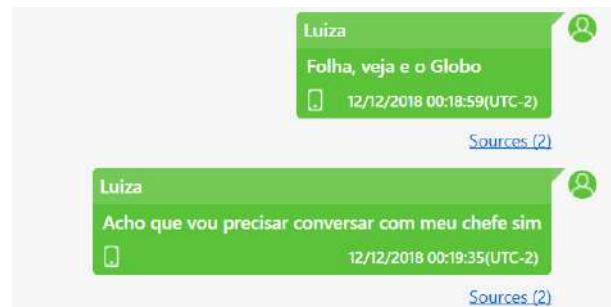 Luiza
Folha, veja e o Globo
12/12/2018 00:18:59(UTC-2)
Sources (2)
Luiza
Acho que vou precisar conversar com meu chefe sim
12/12/2018 00:19:35(UTC-2)
Sources (2)